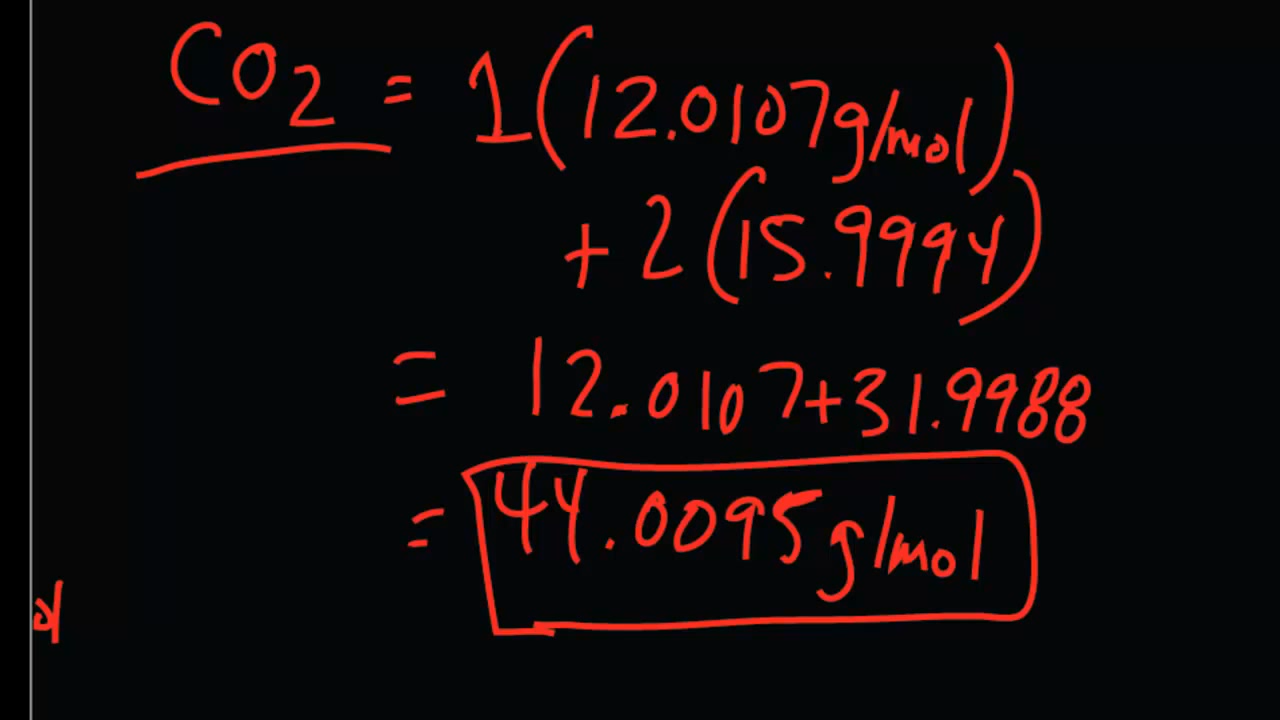 CO2 = 1(12.0107g/mol)
+ 2(15.9994)
= 12.0107+31.9988
= 44.0095g/mol